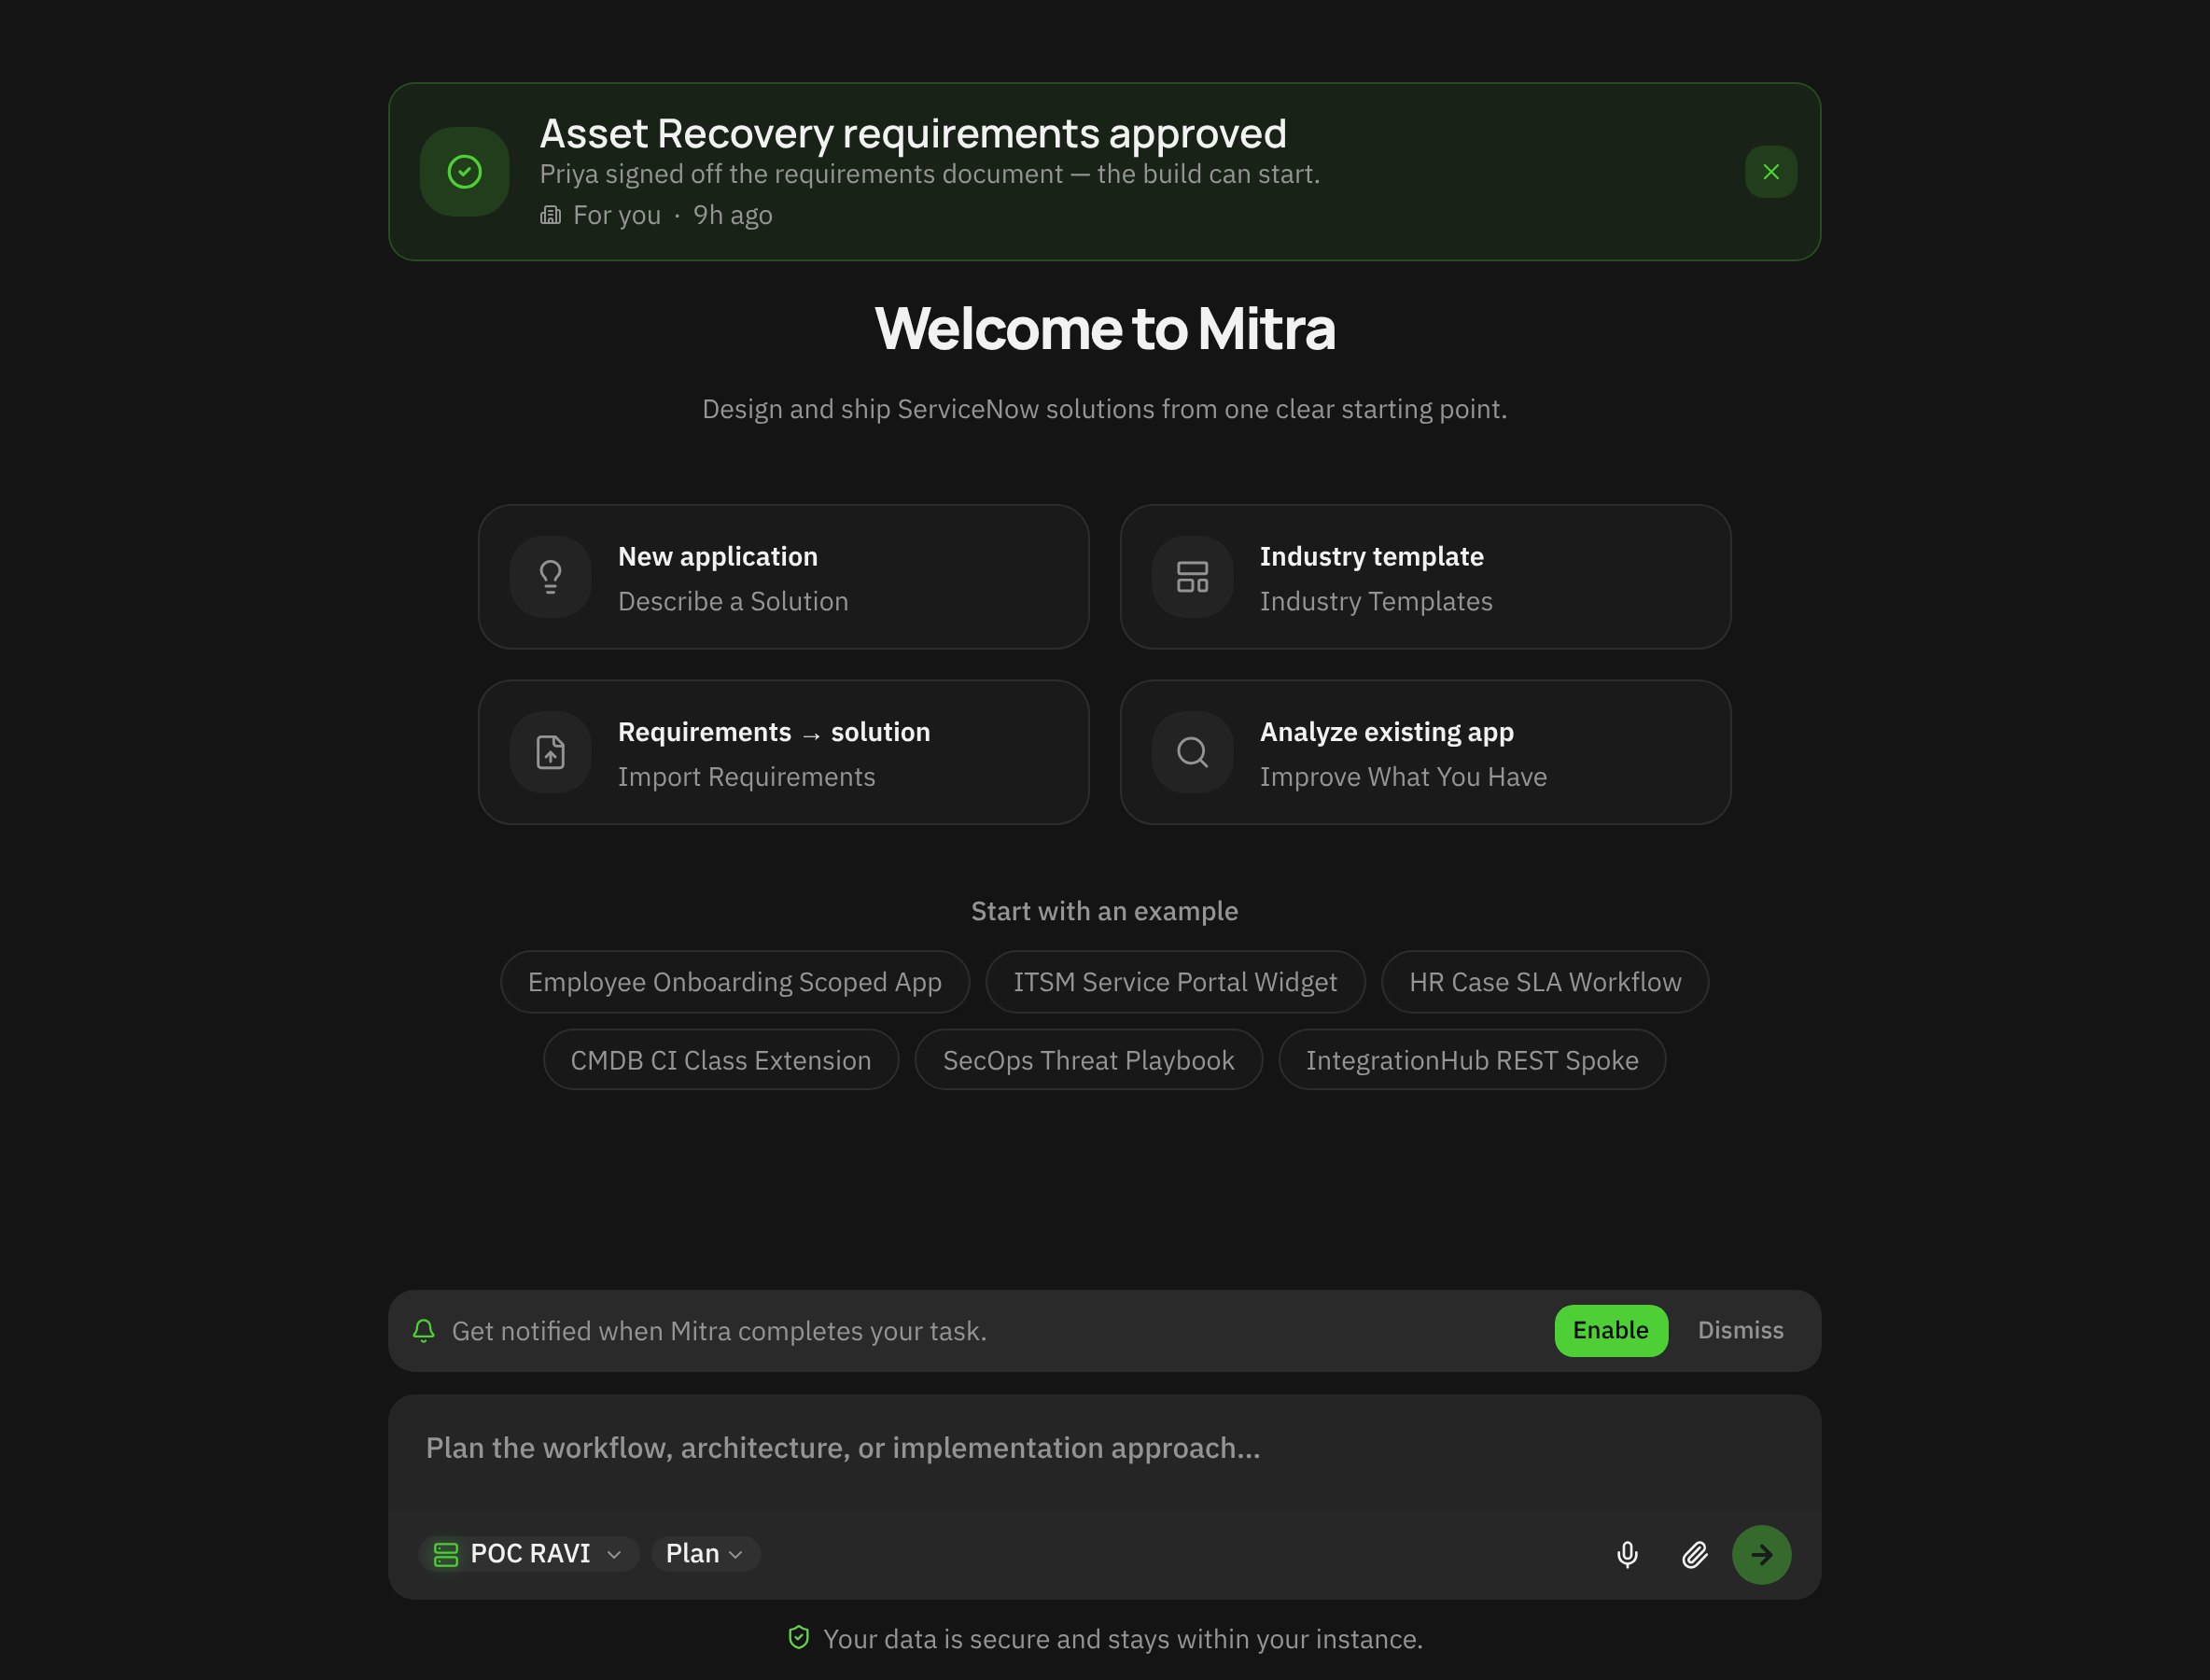 Asset Recovery requirements approved
Priya signed off the requirements document — the build can start.
For you · 9h ago
Welcome to Mitra
Design and ship ServiceNow solutions from one clear starting point.
New application
Describe a Solution
Industry template
Industry Templates
Requirements → solution
Import Requirements
Analyze existing app
Improve What You Have
Start with an example
Employee Onboarding Scoped App
ITSM Service Portal Widget
HR Case SLA Workflow
CMDB CI Class Extension
SecOps Threat Playbook
IntegrationHub REST Spoke
Get notified when Mitra completes your task.
Enable
Dismiss
Plan the workflow, architecture, or implementation approach...
POC RAVI
Plan
Your data is secure and stays within your instance.